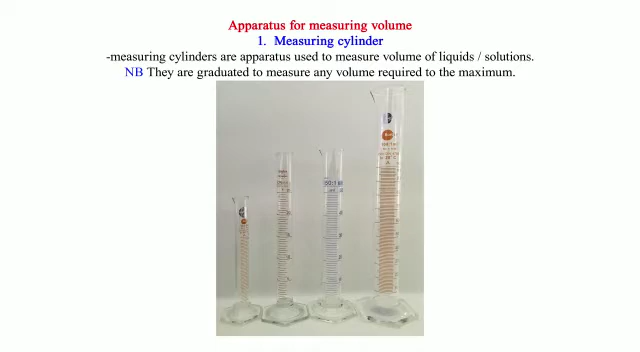 Apparatus for measuring volume
1. Measuring cylinder
-measuring cylinders are apparatus used to measure volume of liquids / solutions.
NB They are graduated to measure any volume required to the maximum.